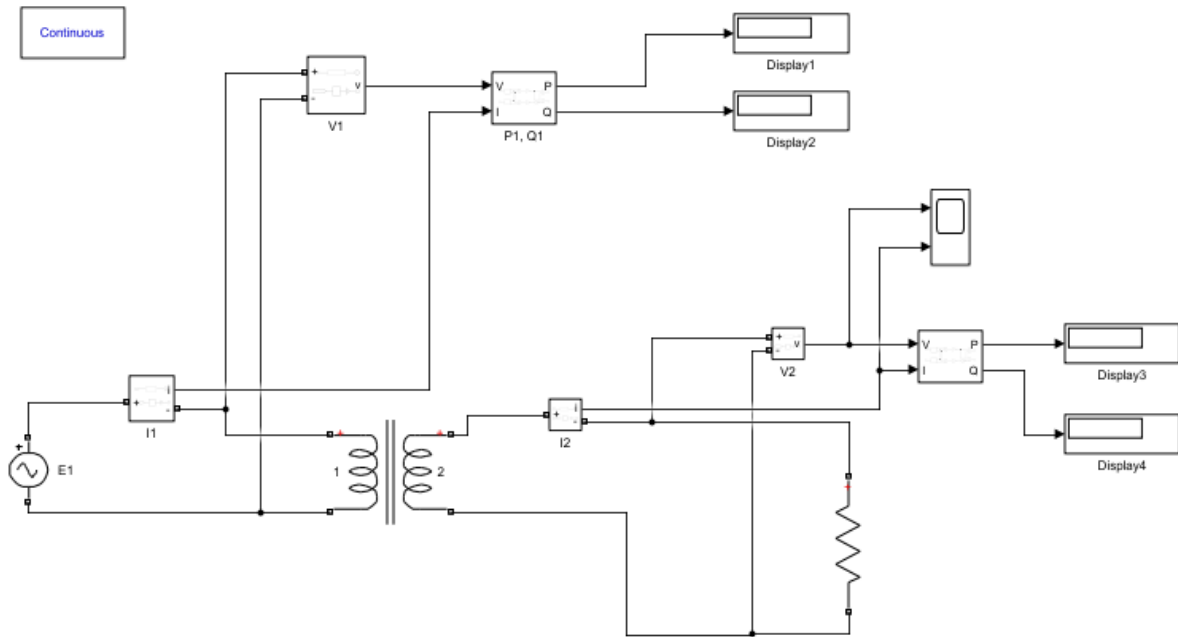 Continuous
+
-
v
V1
V
I
P
Q
P1, Q1
Display1
Display2
+
-
v
V2
V
I
P
Q
Display3
Display4
+
i
-
I1
+
i
-
I2
+
E1
1
2
+
+
+